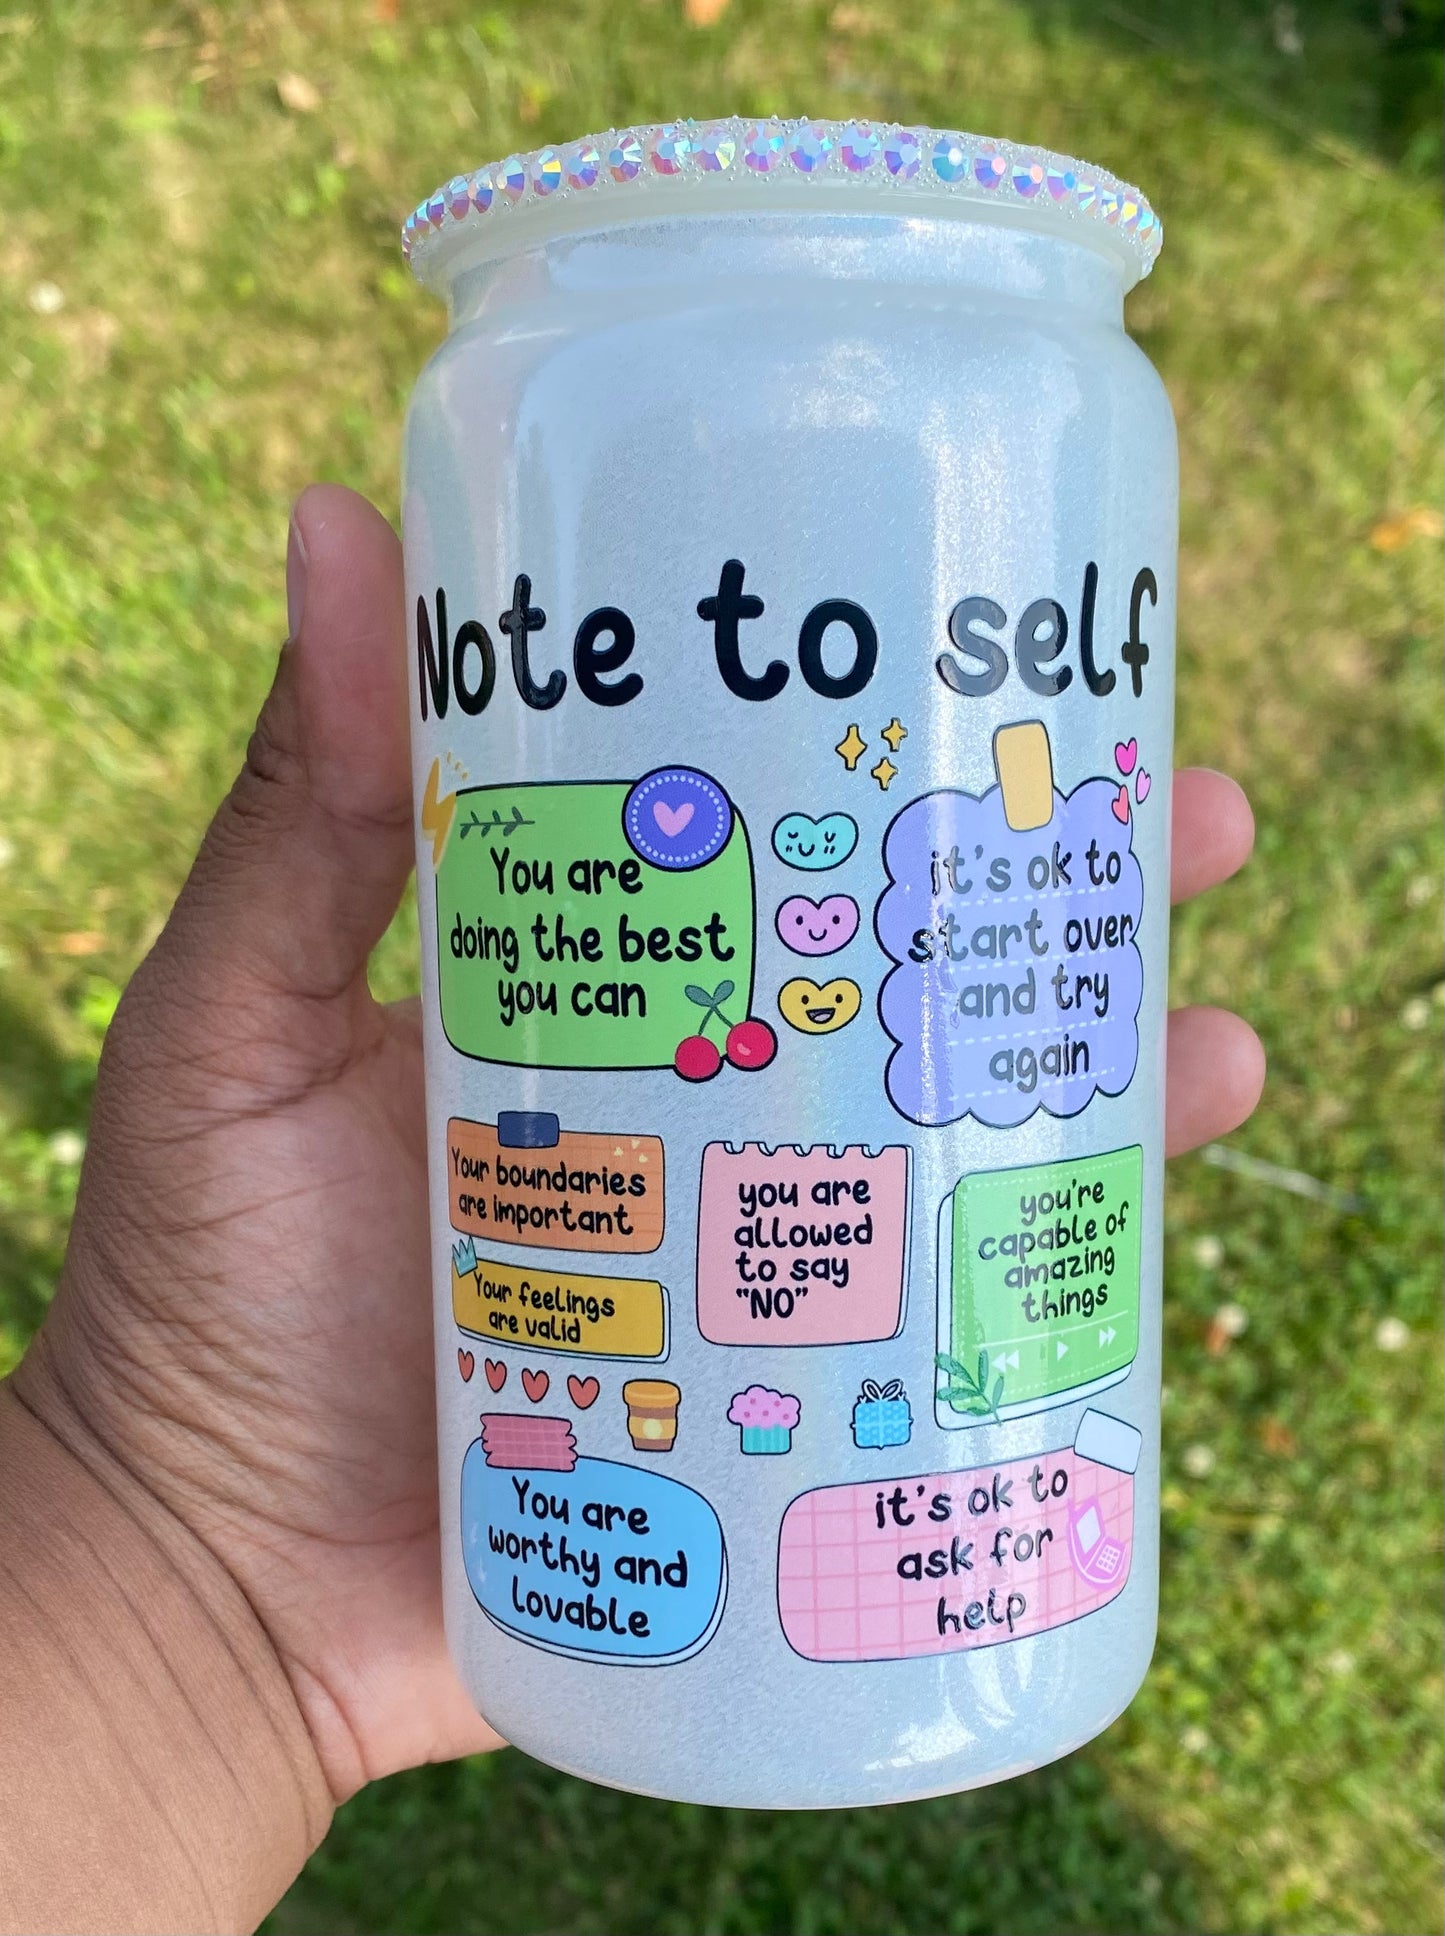 Note to self
You are
doing the best
you can
it's ok to
start over
and try
again
Your boundaries
are important
you are
allowed
to say
"NO"
you're
capable of
amazing
things
Your feelings
are valid
You are
worthy and
lovable
it's ok to
ask for
help